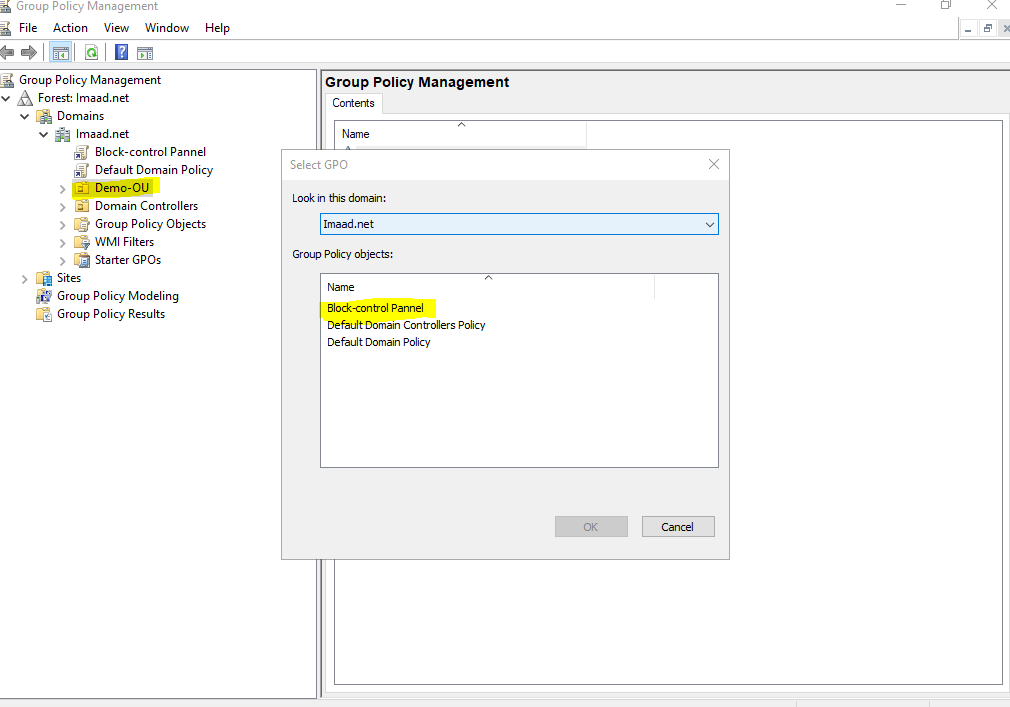 Group Policy Management
File Action View Window Help
Group Policy Management
Forest: Imaad.net
Domains
Imaad.net
Block-control Pannel
Default Domain Policy
Demo-OU
Domain Controllers
Group Policy Objects
WMI Filters
Starter GPOs
Sites
Group Policy Modeling
Group Policy Results
Group Policy Management
Contents
Name
Select GPO
Look in this domain:
Imaad.net
Group Policy objects:
Name
Block-control Pannel
Default Domain Controllers Policy
Default Domain Policy
OK Cancel